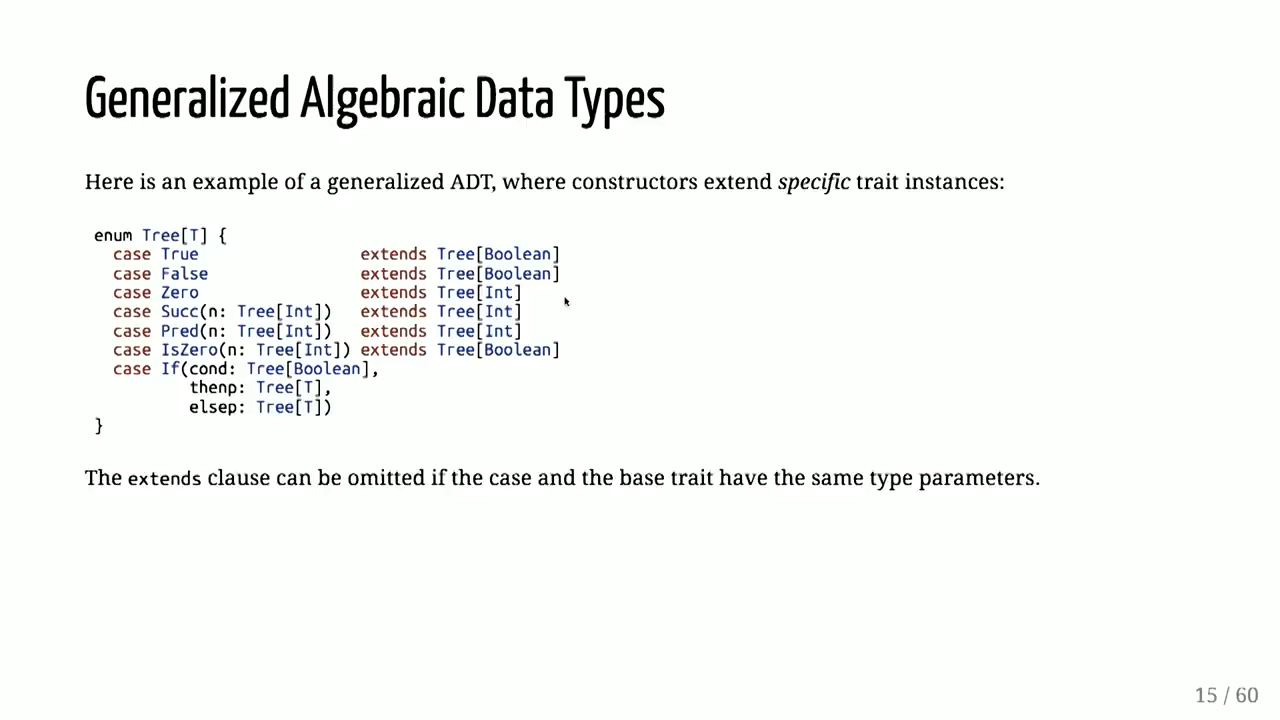 Generalized Algebraic Data Types
Here is an example of a generalized ADT, where constructors extend specific trait instances:
enum Tree[T] {
  case True                 extends Tree[Boolean]
  case False                extends Tree[Boolean]
  case Zero                 extends Tree[Int]
  case Succ(n: Tree[Int])   extends Tree[Int]
  case Pred(n: Tree[Int])   extends Tree[Int]
  case IsZero(n: Tree[Int]) extends Tree[Boolean]
  case If(cond: Tree[Boolean],
          thenp: Tree[T],
          elsep: Tree[T])
}
The extends clause can be omitted if the case and the base trait have the same type parameters.
15 / 60